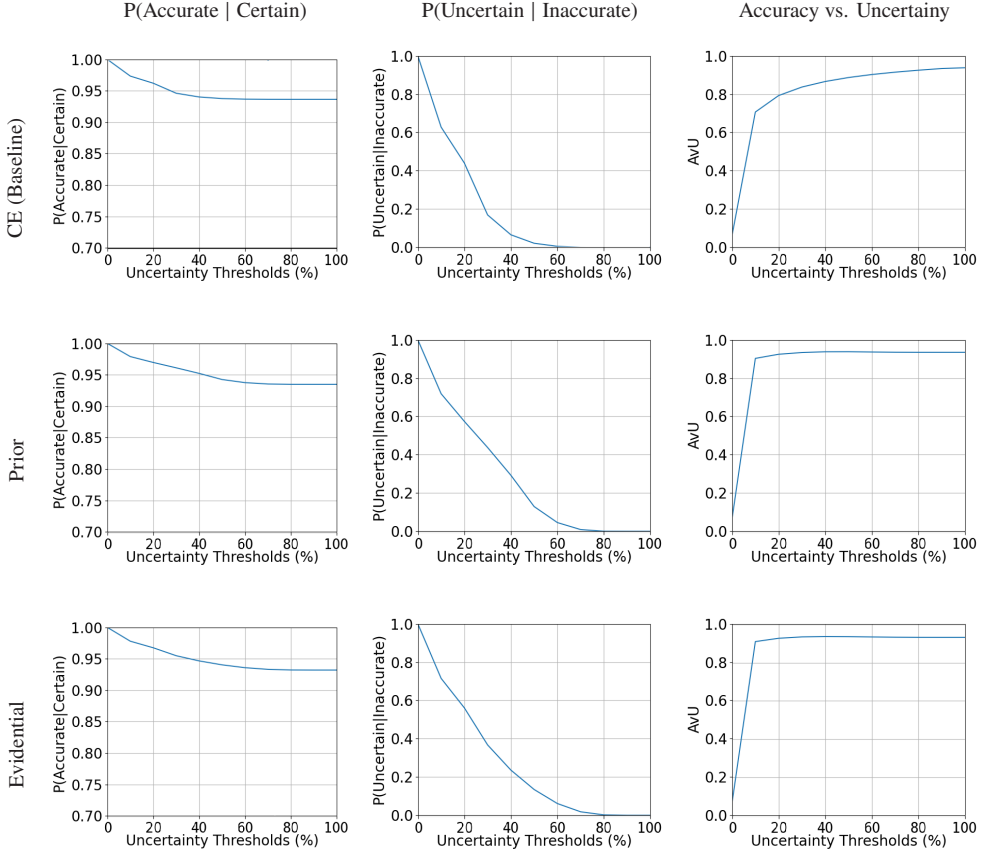 P(Accurate | Certain)
P(Uncertain | Inaccurate)
Accuracy vs. Uncertainy
CE (Baseline)
P(Accurate|Certain)
1.00
0.95
0.90
0.85
0.80
0.75
0.70
0 20 40 60 80 100
Uncertainty Thresholds (%)
P(Uncertain|Inaccurate)
1.0
0.8
0.6
0.4
0.2
0.0
0 20 40 60 80 100
Uncertainty Thresholds (%)
AvU
1.0
0.8
0.6
0.4
0.2
0.0
0 20 40 60 80 100
Uncertainty Thresholds (%)
Prior
P(Accurate|Certain)
1.00
0.95
0.90
0.85
0.80
0.75
0.70
0 20 40 60 80 100
Uncertainty Thresholds (%)
P(Uncertain|Inaccurate)
1.0
0.8
0.6
0.4
0.2
0.0
0 20 40 60 80 100
Uncertainty Thresholds (%)
AvU
1.0
0.8
0.6
0.4
0.2
0.0
0 20 40 60 80 100
Uncertainty Thresholds (%)
Evidential
P(Accurate|Certain)
1.00
0.95
0.90
0.85
0.80
0.75
0.70
0 20 40 60 80 100
Uncertainty Thresholds (%)
P(Uncertain|Inaccurate)
1.0
0.8
0.6
0.4
0.2
0.0
0 20 40 60 80 100
Uncertainty Thresholds (%)
AvU
1.0
0.8
0.6
0.4
0.2
0.0
0 20 40 60 80 100
Uncertainty Thresholds (%)